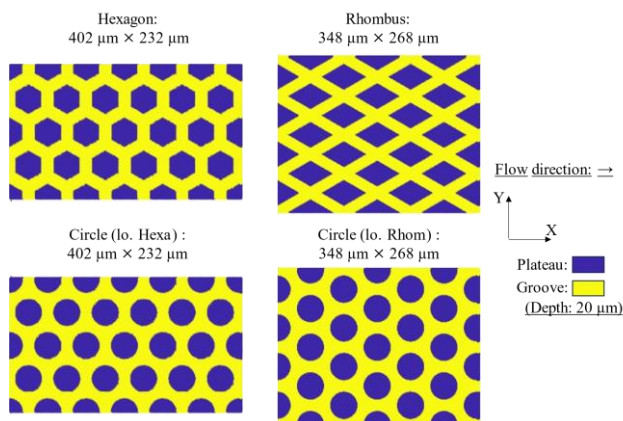 Hexagon:
402 μm × 232 μm
Rhombus:
348 μm × 268 μm
Flow direction: →
Y
X
Plateau:
Groove:
(Depth: 20 μm)
Circle (lo. Hexa) :
402 μm × 232 μm
Circle (lo. Rhom) :
348 μm × 268 μm